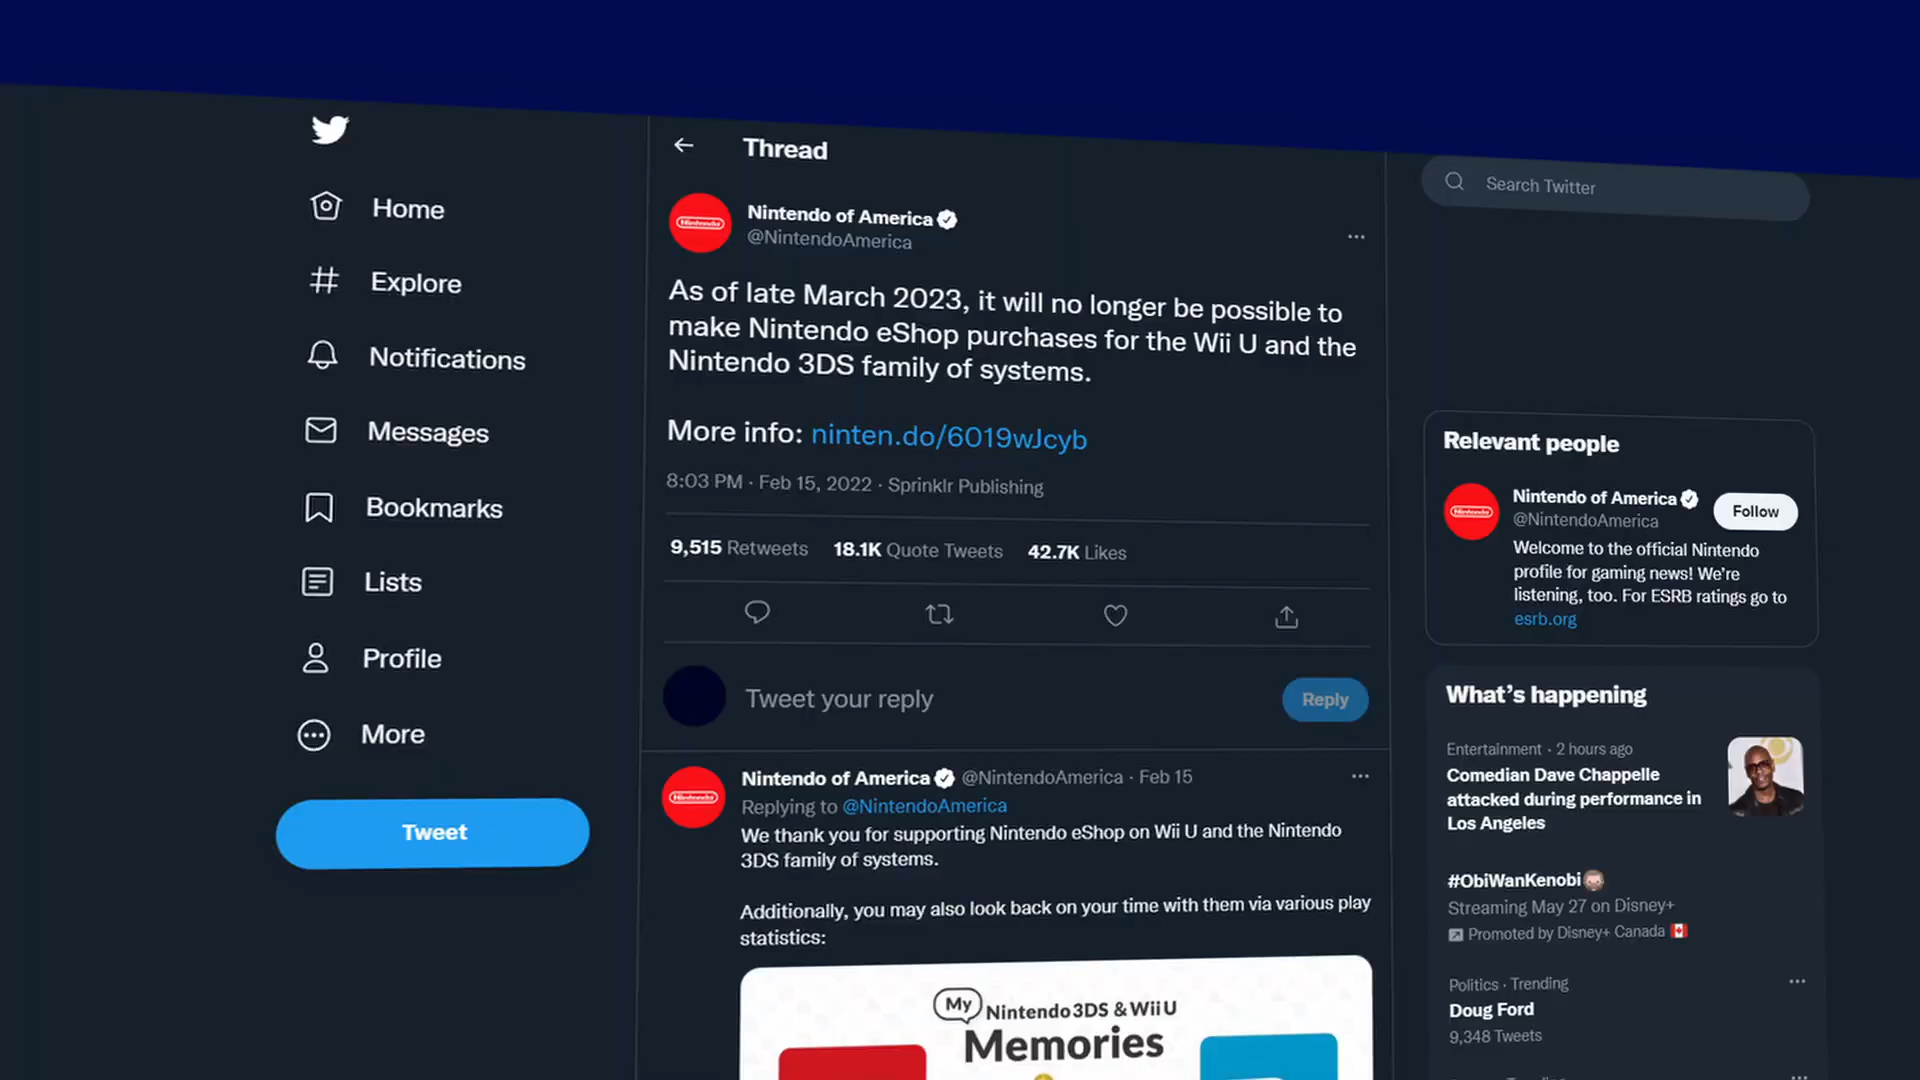 Home
Explore
Notifications
Messages
Bookmarks
Lists
Profile
More
Tweet
Thread
Nintendo
Nintendo of America
@NintendoAmerica
As of late March 2023, it will no longer be possible to
make Nintendo eShop purchases for the Wii U and the
Nintendo 3DS family of systems.
More info: ninten.do/6019wJcyb
8:03 PM · Feb 15, 2022 · Sprinklr Publishing
9,515 Retweets 18.1K Quote Tweets 42.7K Likes
Tweet your reply
Reply
Nintendo
Nintendo of America @NintendoAmerica · Feb 15
Replying to @NintendoAmerica
We thank you for supporting Nintendo eShop on Wii U and the Nintendo
3DS family of systems.
Additionally, you may also look back on your time with them via various play
statistics:
My Nintendo 3DS & Wii U
Memories
Search Twitter
Relevant people
Nintendo
Nintendo of America
@NintendoAmerica
Follow
Welcome to the official Nintendo
profile for gaming news! We're
listening, too. For ESRB ratings go to
esrb.org
What's happening
Entertainment · 2 hours ago
Comedian Dave Chappelle
attacked during performance in
Los Angeles
#ObiWanKenobi
Streaming May 27 on Disney+
Promoted by Disney+ Canada
Politics · Trending
Doug Ford
9,348 Tweets